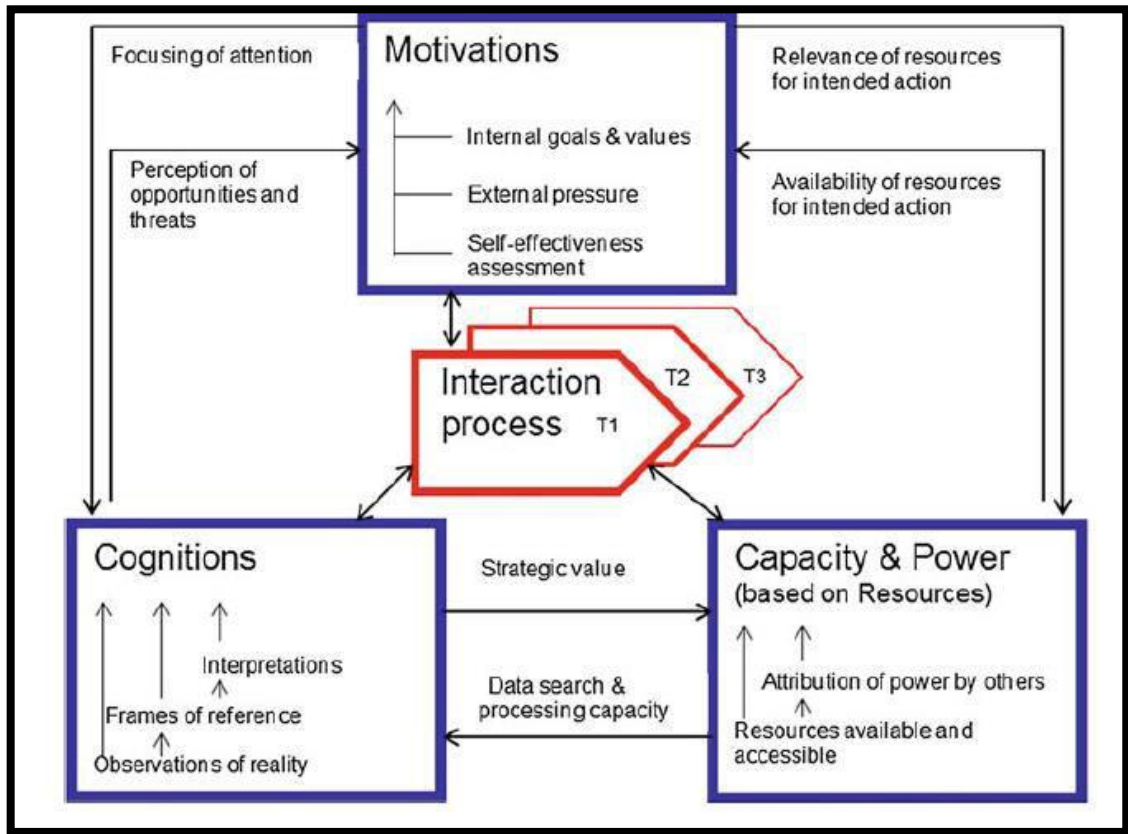 Focusing of attention
Motivations
Relevance of resources
for intended action
Internal goals & values
Perception of
opportunities and
threats
External pressure
Availability of resources
for intended action
Self-effectiveness
assessment
Interaction
process T1
T2
T3
Cognitions
Interpretations
Frames of reference
Observations of reality
Strategic value
Data search &
processing capacity
Capacity & Power
(based on Resources)
Attribution of power by others
Resources available and
accessible